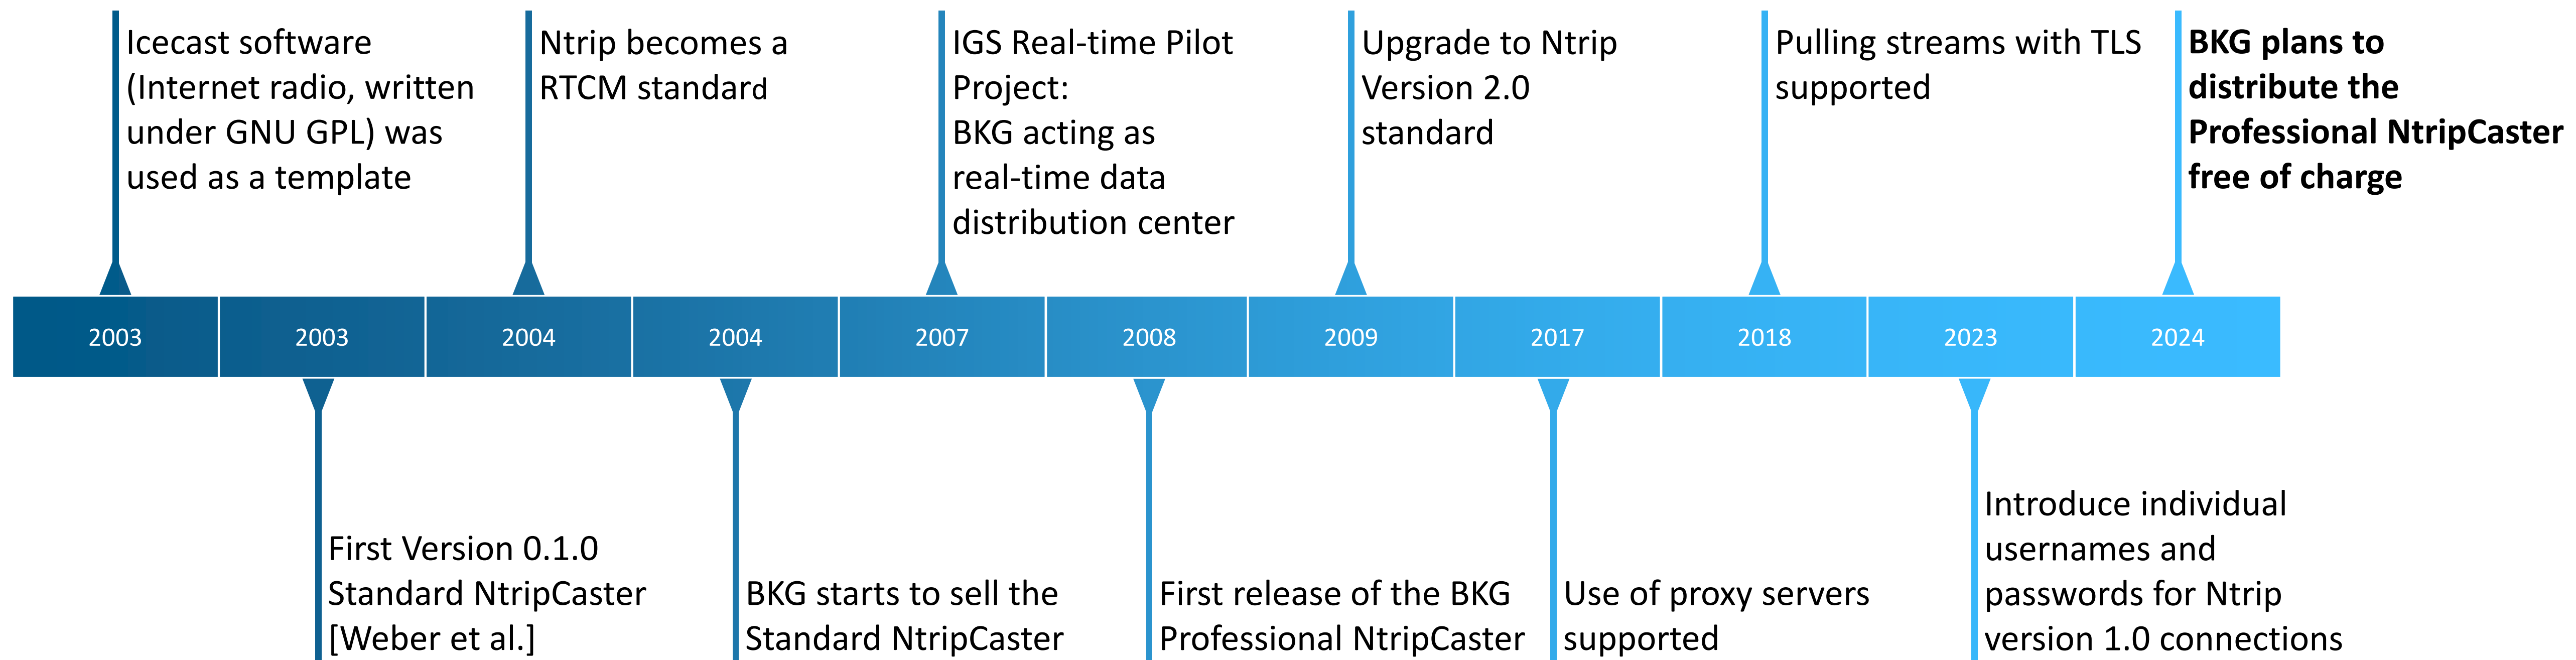 Icecast software
(Internet radio, written
under GNU GPL) was
used as a template
Ntrip becomes a
RTCM standard
IGS Real-time Pilot
Project:
BKG acting as
real-time data
distribution center
Upgrade to Ntrip
Version 2.0
standard
Pulling streams with TLS
supported
BKG plans to
distribute the
Professional NtripCaster
free of charge
2003
2003
2004
2004
2007
2008
2009
2017
2018
2023
2024
First Version 0.1.0
Standard NtripCaster
[Weber et al.]
BKG starts to sell the
Standard NtripCaster
First release of the BKG
Professional NtripCaster
Use of proxy servers
supported
Introduce individual
usernames and
passwords for Ntrip
version 1.0 connections